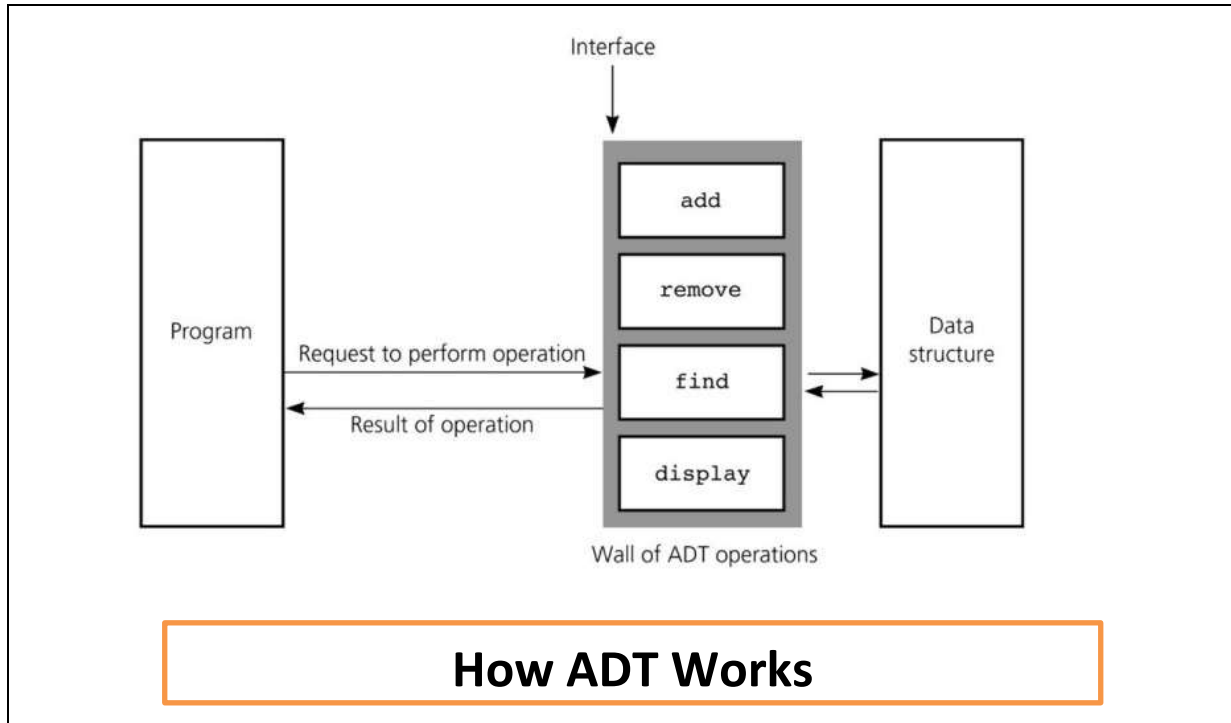 Interface
add
remove
Program
Data
structure
Request to perform operation
find
Result of operation
display
Wall of ADT operations
How ADT Works